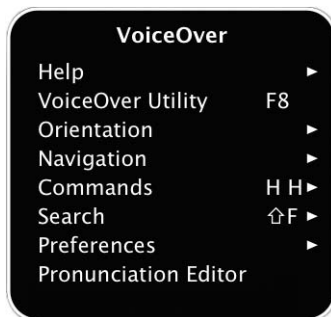 VoiceOver
Help ►
VoiceOver Utility F8
Orientation ►
Navigation ►
Commands H H ►
Search ⇧F ►
Preferences ►
Pronunciation Editor